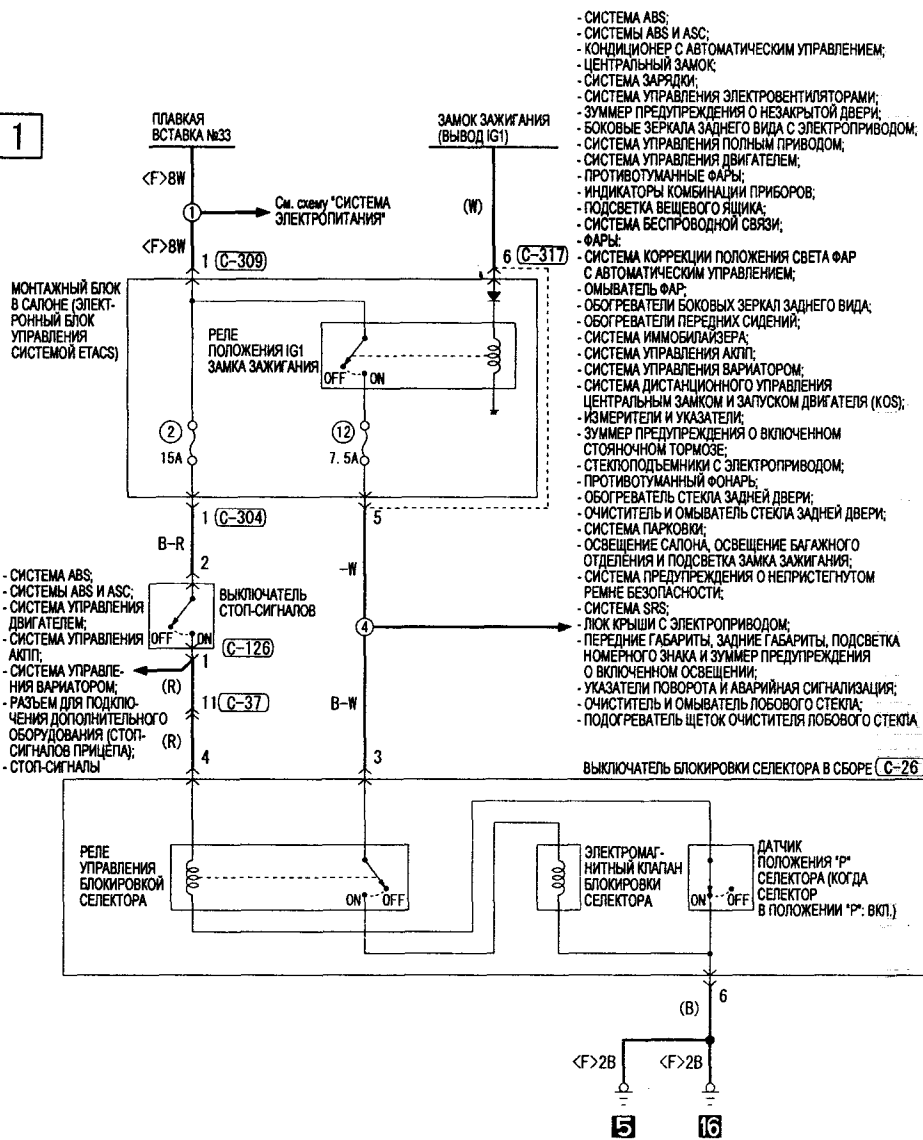 1
ПЛАВКАЯ
ВСТАВКА №33
ЗАМОК ЗАЖИГАНИЯ
(ВЫВОД IG1)
<F>8W
1
См. схему "СИСТЕМА
ЭЛЕКТРОПИТАНИЯ"
(W)
<F>8W
1 (C-309)
6 (C-317)
МОНТАЖНЫЙ БЛОК
В САЛОНЕ (ЭЛЕКТ-
РОННЫЙ БЛОК
УПРАВЛЕНИЯ
СИСТЕМОЙ ETACS)
РЕЛЕ
ПОЛОЖЕНИЯ IG1
ЗАМКА ЗАЖИГАНИЯ
OFF ON
2
15A
12
7. 5A
1 (C-304)
5
B-R
2
-W
ВЫКЛЮЧАТЕЛЬ
СТОП-СИГНАЛОВ
OFF ON
(C-126)
1
4
(R)
11 (C-37)
B-W
(R)
4
3
- СИСТЕМА ABS;
- СИСТЕМЫ ABS И ASC;
- СИСТЕМА УПРАВЛЕНИЯ
ДВИГАТЕЛЕМ;
- СИСТЕМА УПРАВЛЕНИЯ
АКПП;
- СИСТЕМА УПРАВЛЕ-
НИЯ ВАРИАТОРОМ;
- РАЗЪЕМ ДЛЯ ПОДКЛЮ-
ЧЕНИЯ ДОПОЛНИТЕЛЬНОГО
ОБОРУДОВАНИЯ (СТОП-
СИГНАЛОВ ПРИЦЕПА);
- СТОП-СИГНАЛЫ
- СИСТЕМА ABS;
- СИСТЕМЫ ABS И ASC;
- КОНДИЦИОНЕР С АВТОМАТИЧЕСКИМ УПРАВЛЕНИЕМ;
- ЦЕНТРАЛЬНЫЙ ЗАМОК;
- СИСТЕМА ЗАРЯДКИ;
- СИСТЕМА УПРАВЛЕНИЯ ЭЛЕКТРОВЕНТИЛЯТОРАМИ;
- ЗУММЕР ПРЕДУПРЕЖДЕНИЯ О НЕЗАКРЫТОЙ ДВЕРИ;
- БОКОВЫЕ ЗЕРКАЛА ЗАДНЕГО ВИДА С ЭЛЕКТРОПРИВОДОМ;
- СИСТЕМА УПРАВЛЕНИЯ ПОЛНЫМ ПРИВОДОМ;
- СИСТЕМА УПРАВЛЕНИЯ ДВИГАТЕЛЕМ;
- ПРОТИВОТУМАННЫЕ ФАРЫ;
- ИНДИКАТОРЫ КОМБИНАЦИИ ПРИБОРОВ;
- ПОДСВЕТКА ВЕЩЕВОГО ЯЩИКА;
- СИСТЕМА БЕСПРОВОДНОЙ СВЯЗИ;
- ФАРЫ:
- СИСТЕМА КОРРЕКЦИИ ПОЛОЖЕНИЯ СВЕТА ФАР
С АВТОМАТИЧЕСКИМ УПРАВЛЕНИЕМ;
- ОМЫВАТЕЛЬ ФАР;
- ОБОГРЕВАТЕЛИ БОКОВЫХ ЗЕРКАЛ ЗАДНЕГО ВИДА;
- ОБОГРЕВАТЕЛИ ПЕРЕДНИХ СИДЕНИЙ;
- СИСТЕМА ИММОБИЛАЙЗЕРА;
- СИСТЕМА УПРАВЛЕНИЯ АКПП;
- СИСТЕМА УПРАВЛЕНИЯ ВАРИАТОРОМ;
- СИСТЕМА ДИСТАНЦИОННОГО УПРАВЛЕНИЯ
ЦЕНТРАЛЬНЫМ ЗАМКОМ И ЗАПУСКОМ ДВИГАТЕЛЯ (KOS);
- ИЗМЕРИТЕЛИ И УКАЗАТЕЛИ;
- ЗУММЕР ПРЕДУПРЕЖДЕНИЯ О ВКЛЮЧЕННОМ
СТОЯНОЧНОМ ТОРМОЗЕ;
- СТЕКЛОПОДЪЕМНИКИ С ЭЛЕКТРОПРИВОДОМ;
- ПРОТИВОТУМАННЫЙ ФОНАРЬ;
- ОБОГРЕВАТЕЛЬ СТЕКЛА ЗАДНЕЙ ДВЕРИ;
- ОЧИСТИТЕЛЬ И ОМЫВАТЕЛЬ СТЕКЛА ЗАДНЕЙ ДВЕРИ;
- СИСТЕМА ПАРКОВКИ;
- ОСВЕЩЕНИЕ САЛОНА, ОСВЕЩЕНИЕ БАГАЖНОГО
ОТДЕЛЕНИЯ И ПОДСВЕТКА ЗАМКА ЗАЖИГАНИЯ;
- СИСТЕМА ПРЕДУПРЕЖДЕНИЯ О НЕПРИСТЕГНУТОМ
РЕМНЕ БЕЗОПАСНОСТИ;
- СИСТЕМА SRS;
- ЛЮК КРЫШИ С ЭЛЕКТРОПРИВОДОМ;
- ПЕРЕДНИЕ ГАБАРИТЫ, ЗАДНИЕ ГАБАРИТЫ, ПОДСВЕТКА
НОМЕРНОГО ЗНАКА И ЗУММЕР ПРЕДУПРЕЖДЕНИЯ
О ВКЛЮЧЕННОМ ОСВЕЩЕНИИ;
- УКАЗАТЕЛИ ПОВОРОТА И АВАРИЙНАЯ СИГНАЛИЗАЦИЯ;
- ОЧИСТИТЕЛЬ И ОМЫВАТЕЛЬ ЛОБОВОГО СТЕКЛА;
- ПОДОГРЕВАТЕЛЬ ЩЕТОК ОЧИСТИТЕЛЯ ЛОБОВОГО СТЕКЛА
ВЫКЛЮЧАТЕЛЬ БЛОКИРОВКИ СЕЛЕКТОРА В СБОРЕ (C-26
РЕЛЕ
УПРАВЛЕНИЯ
БЛОКИРОВКОЙ
СЕЛЕКТОРА
ON OFF
ЭЛЕКТРОМАГ-
НИТНЫЙ КЛАПАН
БЛОКИРОВКИ
СЕЛЕКТОРА
ON OFF
ДАТЧИК
ПОЛОЖЕНИЯ "P"
СЕЛЕКТОРА (КОГДА
СЕЛЕКТОР
В ПОЛОЖЕНИИ "P": ВКЛ.)
6
(B)
<F>2B
<F>2B
5
16